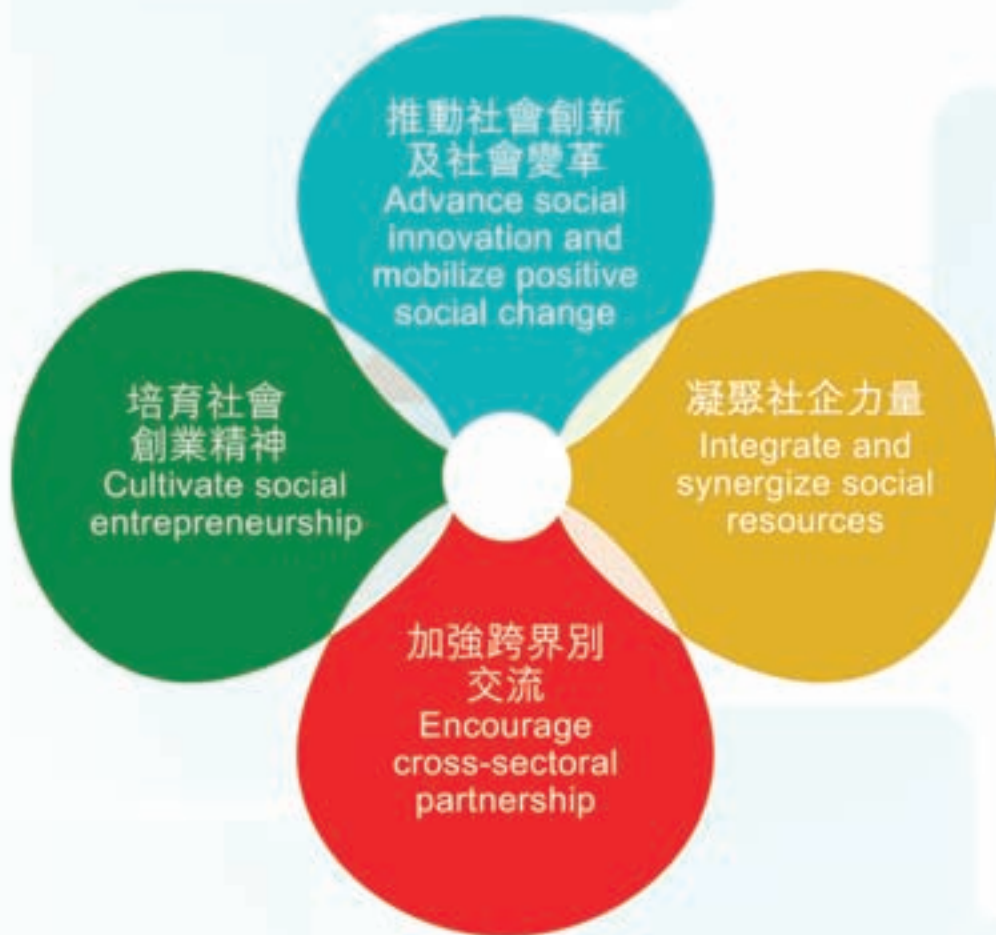 推動社會創新
及社會變革
Advance social
innovation and
mobilize positive
social change
培育社會
創業精神
Cultivate social
entrepreneurship
凝聚社企力量
Integrate and
synergize social
resources
加強跨界別
交流
Encourage
cross-sectoral
partnership